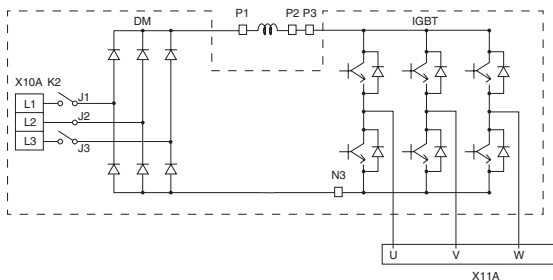 P1 P2 P3
DM IGBT
X10A K2
L1 J1
L2 J2
L3 J3
N3
U V W
X11A